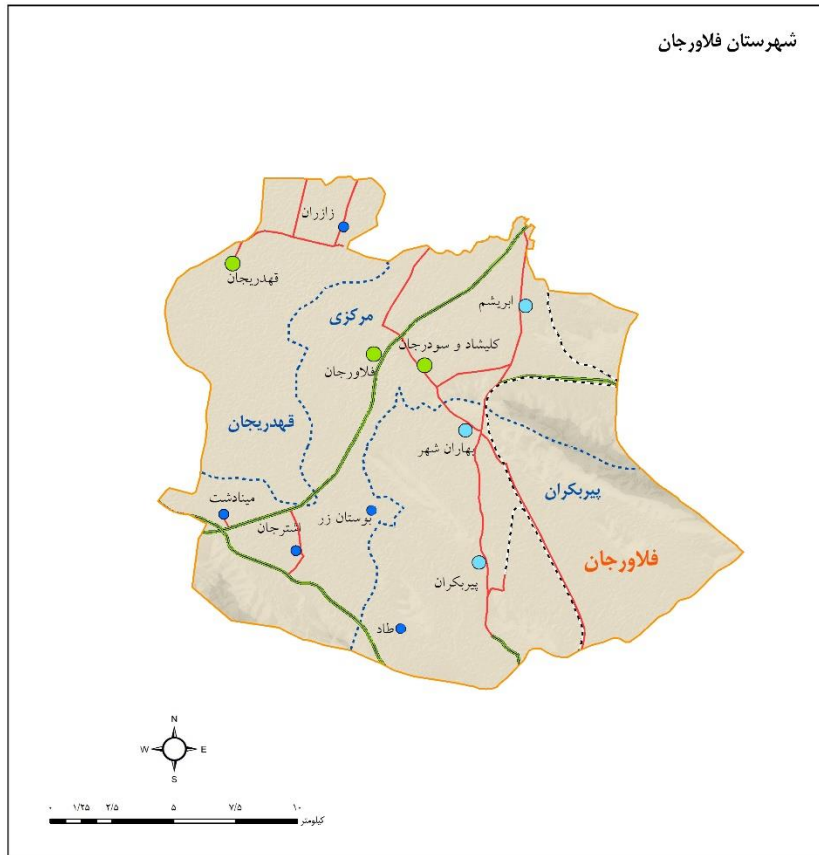 شهرستان فلاورجان
زازران
قهدریجان
ابریشم
مرکزی
کلیشاد و سودرجان
فلاورجان
قهدریجان
بهاران شهر
پیربکران
مینادشت
بوستان زر
اشترجان
فلاورجان
پیربکران
طاد
N
W E
S
۰ ۱/۲۵ ۲/۵ ۵ ۷/۵ ۱۰
کیلومتر